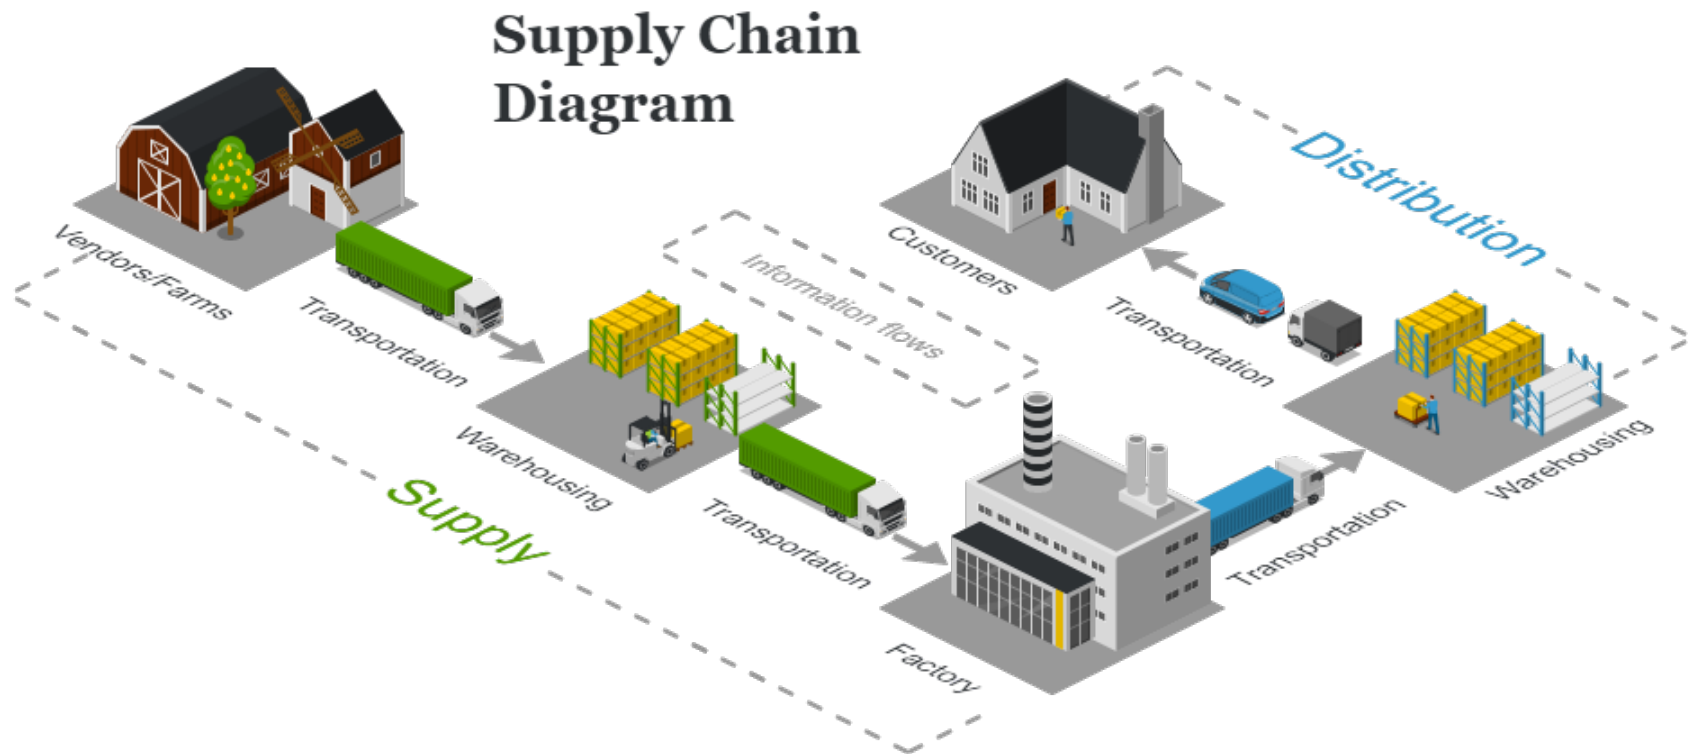 Supply Chain
Diagram
Vendors/Farms
Transportation
Warehousing
Transportation
Factory
Supply
Information flows
Customers
Transportation
Distribution
Warehousing
Transportation